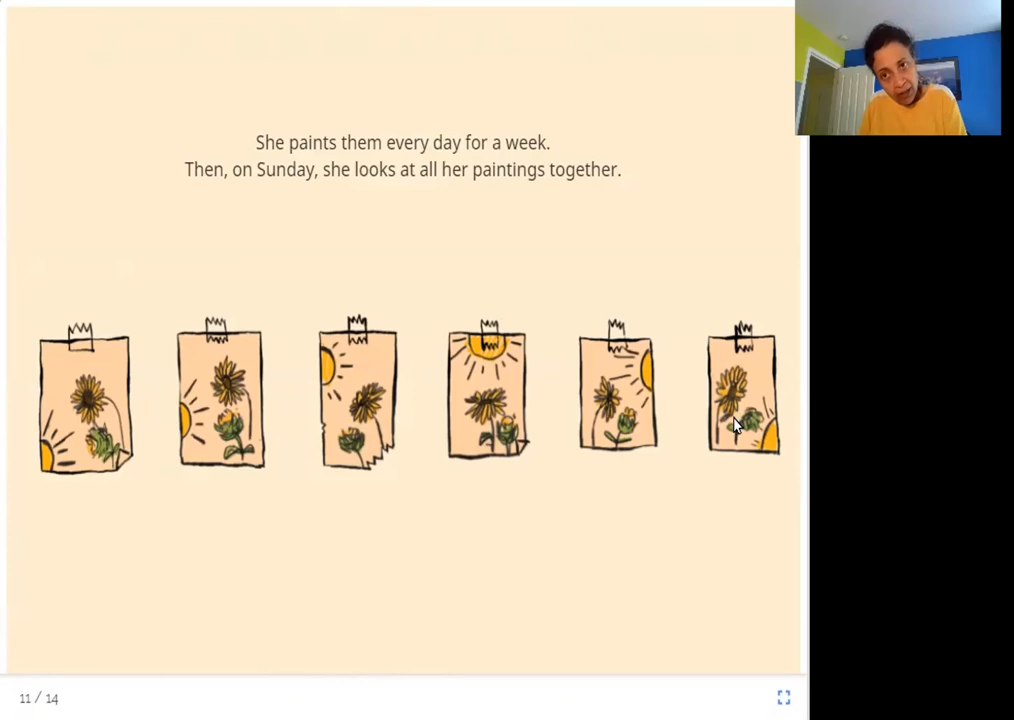 She paints them every day for a week.
Then, on Sunday, she looks at all her paintings together.
11 / 14